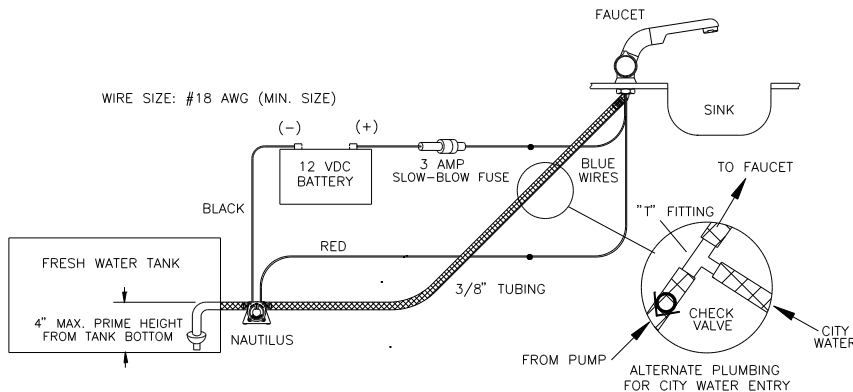 FAUCET
WIRE SIZE: #18 AWG (MIN. SIZE)
SINK
(-)
(+)
12 VDC
BATTERY
3 AMP
SLOW-BLOW FUSE
BLUE
WIRES
TO FAUCET
"T" FITTING
BLACK
RED
FRESH WATER TANK
3/8" TUBING
4" MAX. PRIME HEIGHT
FROM TANK BOTTOM
NAUTILUS
CHECK
VALVE
CITY
WATER
FROM PUMP
ALTERNATE PLUMBING
FOR CITY WATER ENTRY